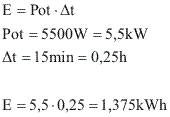 E = Pot · Δt
Pot = 5500W = 5,5kW
Δt = 15min = 0,25h
E = 5,5 · 0,25 = 1,375kWh